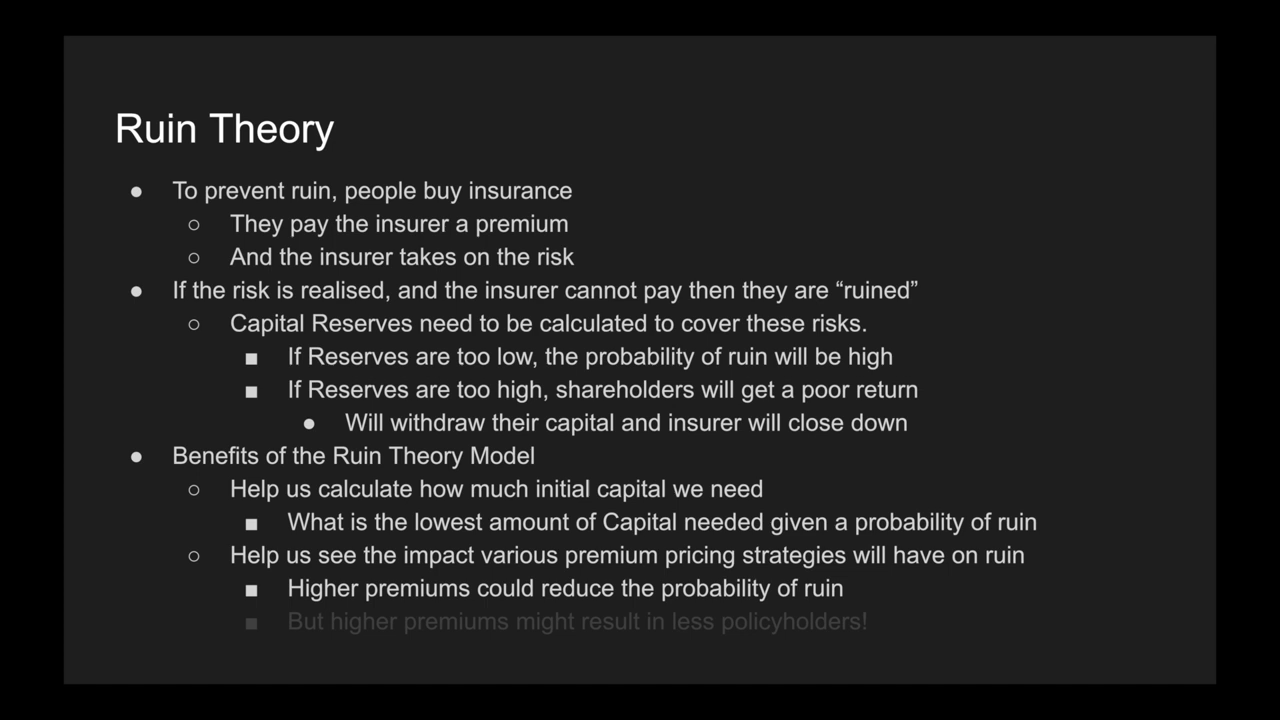 Ruin Theory
● To prevent ruin, people buy insurance
○ They pay the insurer a premium
○ And the insurer takes on the risk
● If the risk is realised, and the insurer cannot pay then they are “ruined”
○ Capital Reserves need to be calculated to cover these risks.
■ If Reserves are too low, the probability of ruin will be high
■ If Reserves are too high, shareholders will get a poor return
● Will withdraw their capital and insurer will close down
● Benefits of the Ruin Theory Model
○ Help us calculate how much initial capital we need
■ What is the lowest amount of Capital needed given a probability of ruin
○ Help us see the impact various premium pricing strategies will have on ruin
■ Higher premiums could reduce the probability of ruin
■ But higher premiums might result in less policyholders!